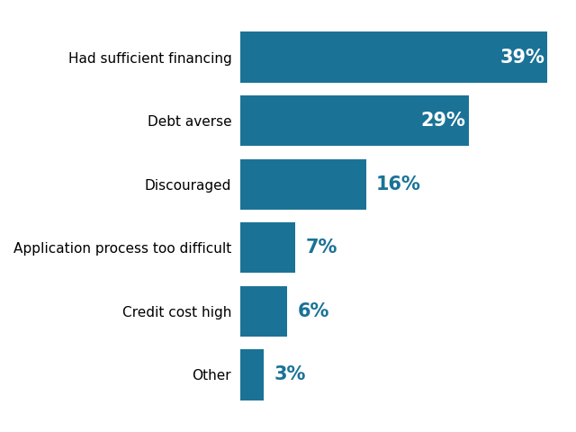 Had sufficient financing 39%
Debt averse 29%
Discouraged 16%
Application process too difficult 7%
Credit cost high 6%
Other 3%